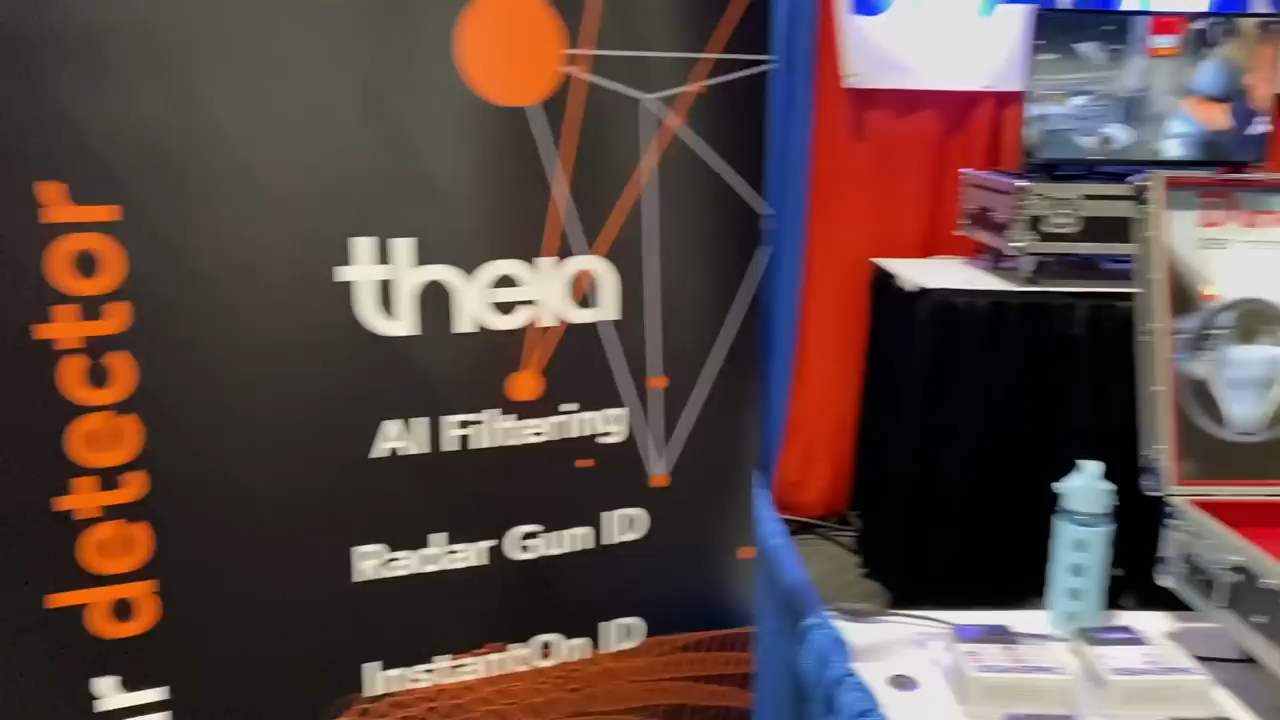 detector
theia
AI Filtering
Radar Gun ID
InstantOn ID